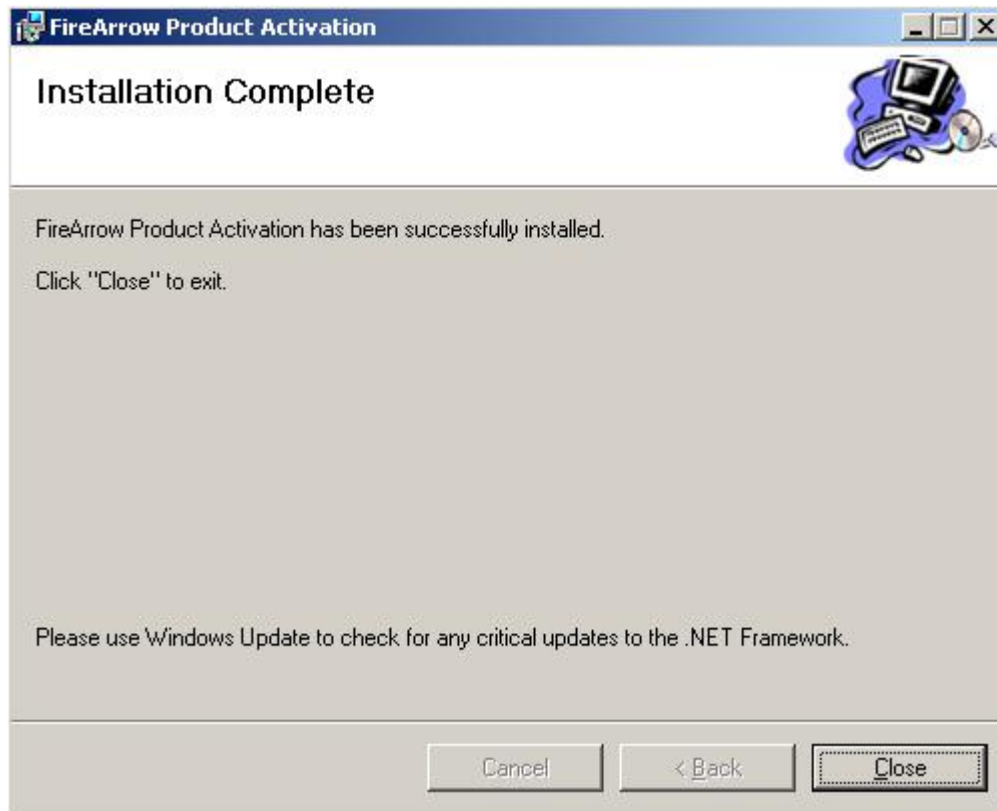 FireArrow Product Activation
Installation Complete
FireArrow Product Activation has been successfully installed.
Click "Close" to exit.
Please use Windows Update to check for any critical updates to the .NET Framework.
Cancel
< Back
Close